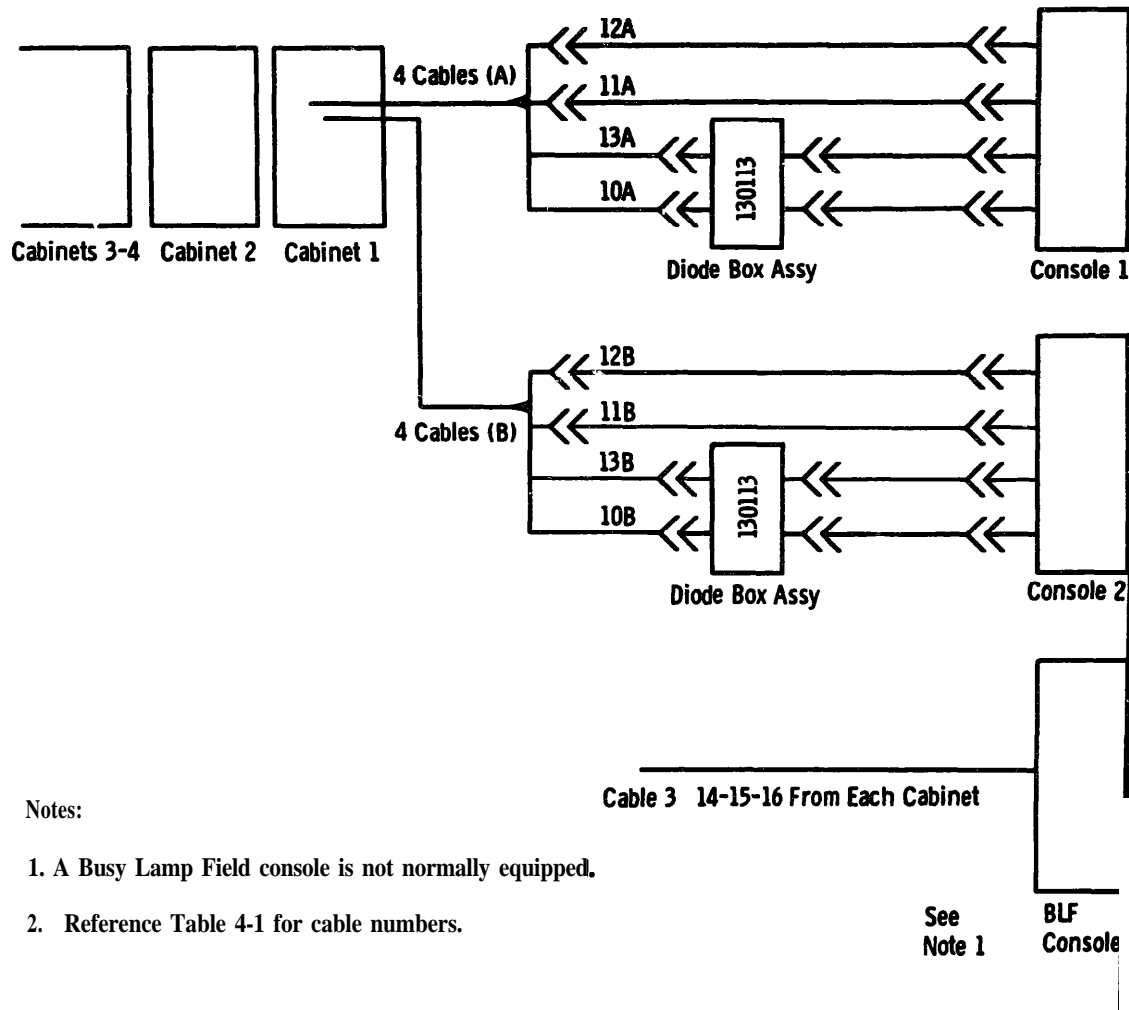 12A
4 Cables (A)
11A
13A
10A
130113
Cabinets 3-4
Cabinet 2
Cabinet 1
Diode Box Assy
Console 1
12B
4 Cables (B)
11B
13B
10B
130113
Diode Box Assy
Console 2
Cable 3 14-15-16 From Each Cabinet
Notes:
1. A Busy Lamp Field console is not normally equipped.
2. Reference Table 4-1 for cable numbers.
See
Note 1
BLF
Console